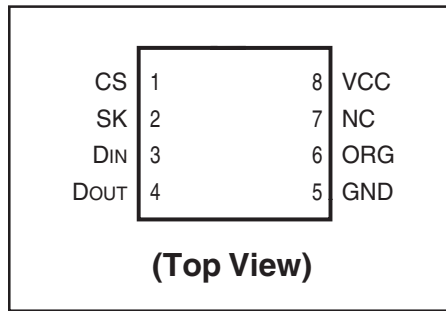 CS 1 8 VCC
SK 2 7 NC
DIN 3 6 ORG
DOUT 4 5 GND
(Top View)